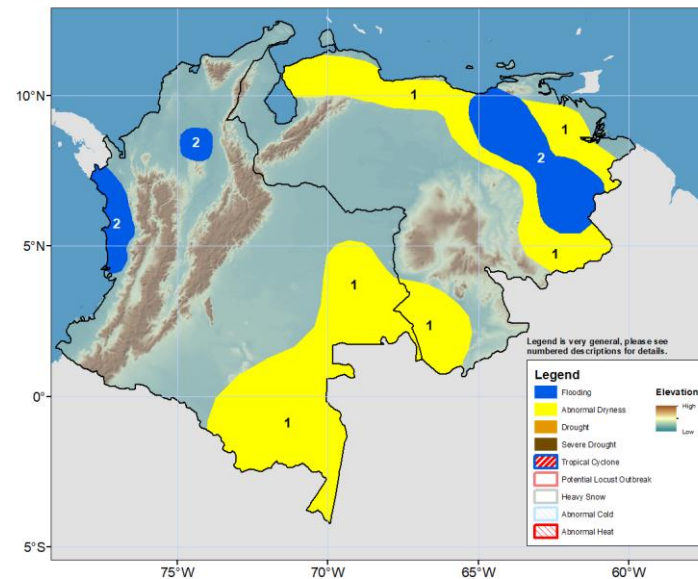 10°N
5°N
0°
5°S
75°W
70°W
65°W
60°W
1
1
2
2
2
1
1
1
1
Legend is very general, please see
numbered descriptions for details.
Legend
Flooding
Abnormal Dryness
Drought
Severe Drought
Tropical Cyclone
Potential Locust Outbreak
Heavy Snow
Abnormal Cold
Abnormal Heat
Elevation
High
Low